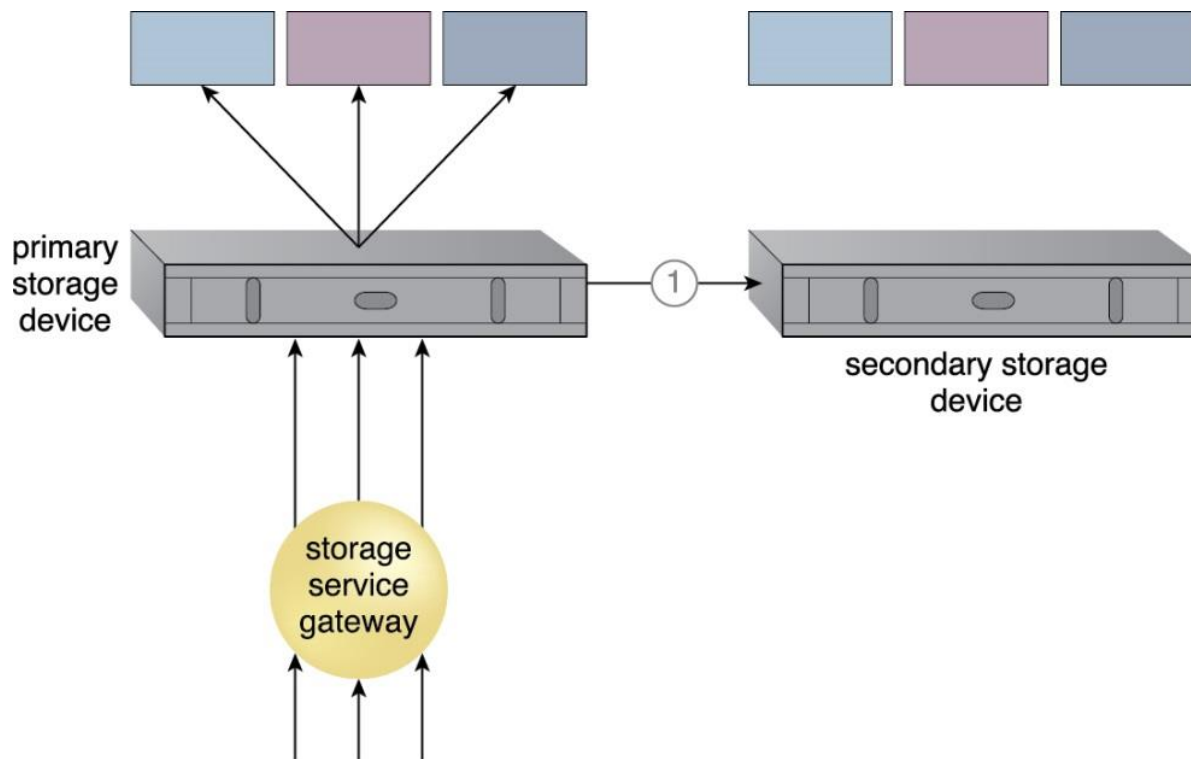 primary
storage
device
1
secondary storage
device
storage
service
gateway